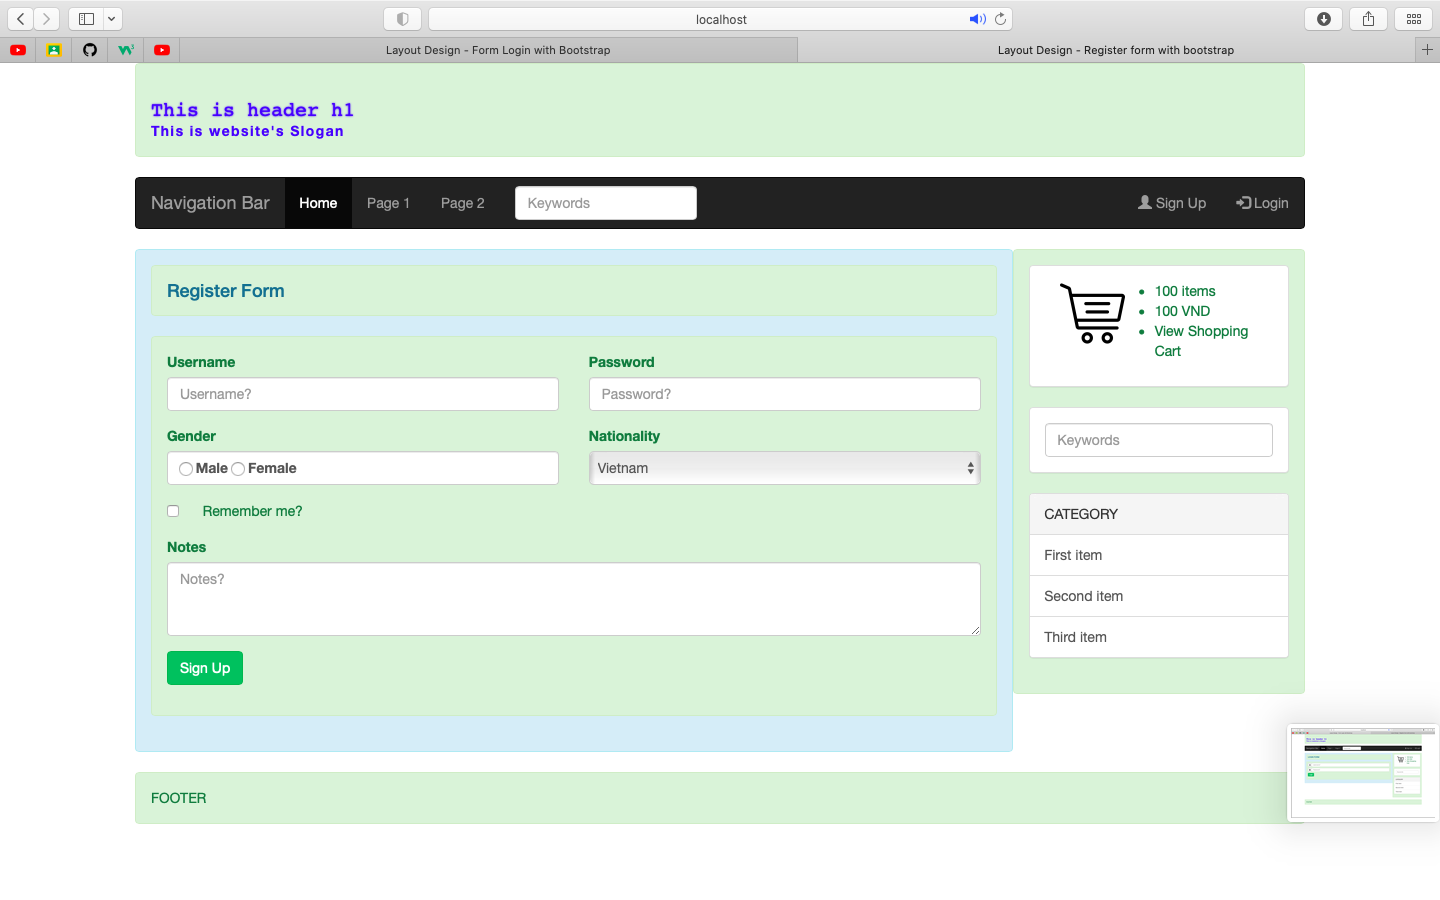 localhost
Layout Design - Form Login with Bootstrap
Layout Design - Register form with bootstrap
This is header h1
This is website's Slogan
Navigation Bar Home Page 1 Page 2 Keywords Sign Up Login
Register Form
Username Password
Username? Password?
Gender Nationality
Male Female Vietnam
Remember me?
Notes
Notes?
Sign Up
100 items
100 VND
View Shopping
Cart
Keywords
CATEGORY
First item
Second item
Third item
FOOTER